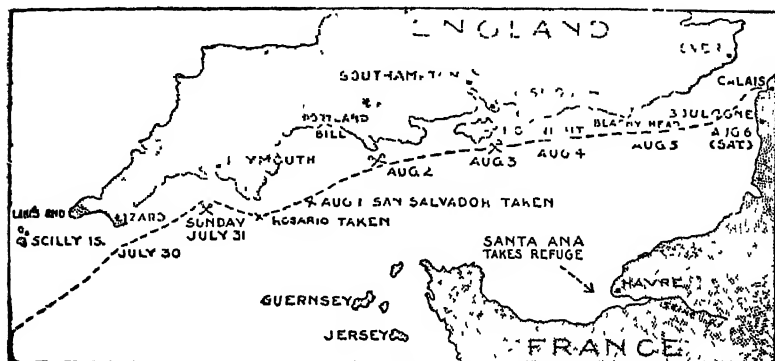 ENGLAND
DOVER
CALAIS
SOUTHAMPTON
PORTLAND
BILL
BEACHY HEAD
BOULOGNE
AUG 6
(SAT.)
AUG 5
AUG 4
AUG 3
AUG 2
PLYMOUTH
LANDS END
LIZARD
SCILLY IS.
JULY 30
SUNDAY
JULY 31
ROSARIO TAKEN
AUG 1 SAN SALVADOR TAKEN
SANTA ANA
TAKES REFUGE
HAVRE
GUERNSEY
JERSEY
FRANCE